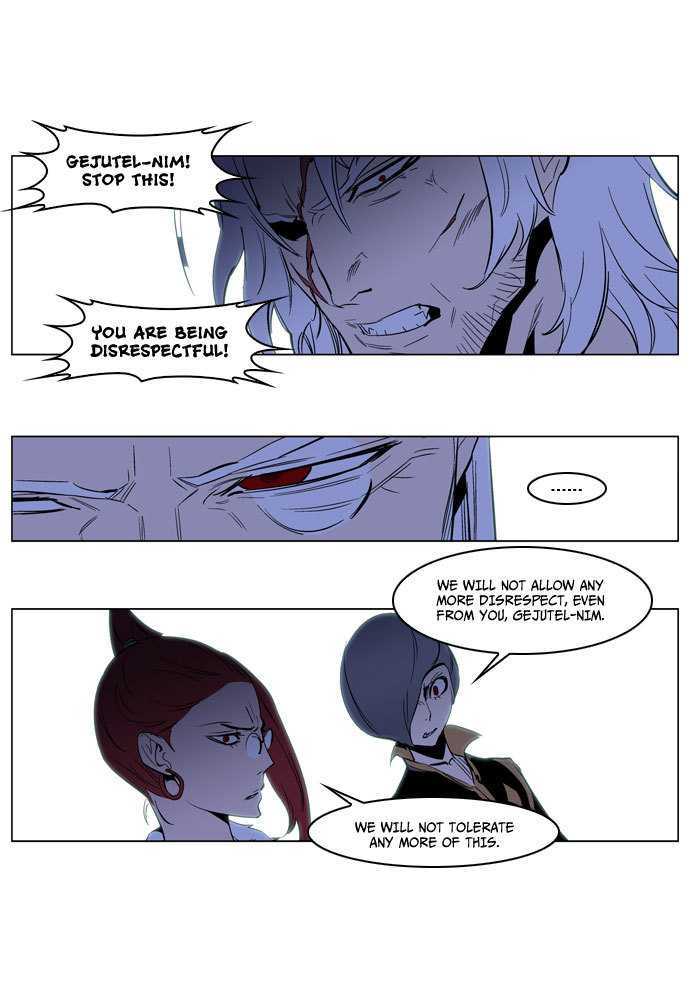 GEJUTEL-NIM!
STOP THIS!
YOU ARE BEING
DISRESPECTFUL!
......
WE WILL NOT ALLOW ANY
MORE DISRESPECT, EVEN
FROM YOU, GEJUTEL-NIM.
WE WILL NOT TOLERATE
ANY MORE OF THIS.